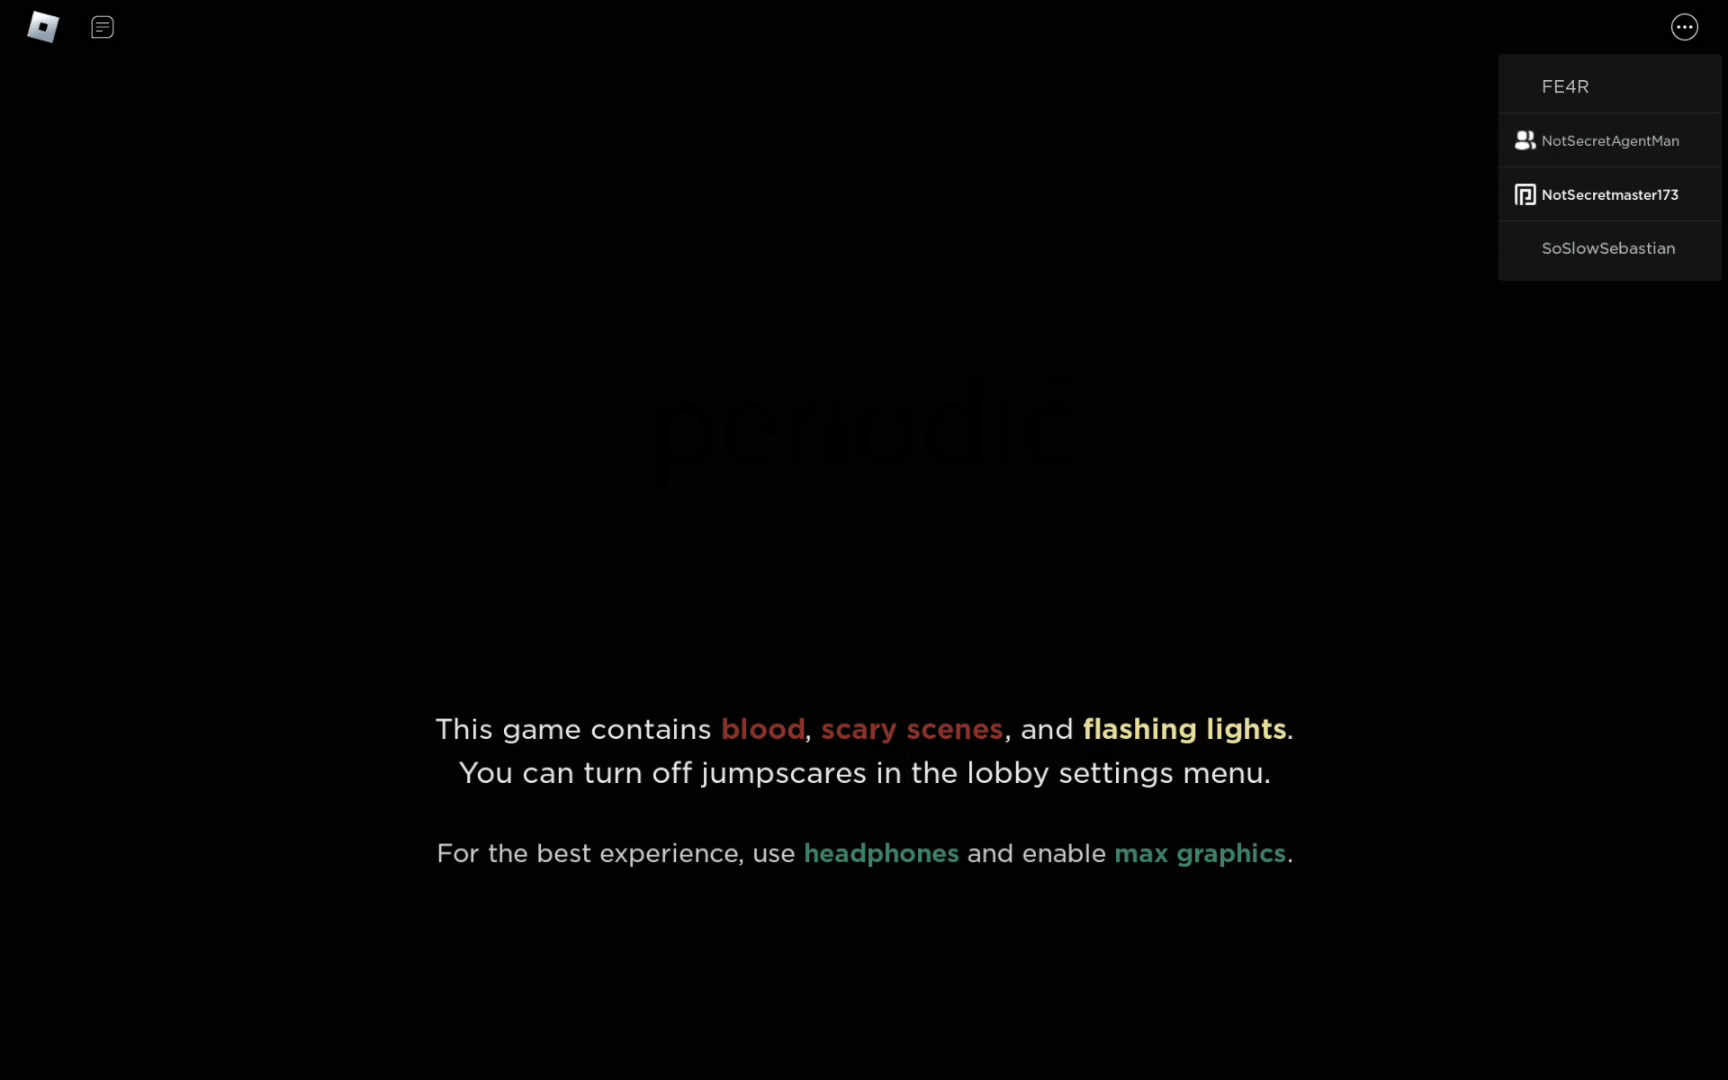 FE4R
NotSecretAgentMan
NotSecretmaster173
SoSlowSebastian
periodic
This game contains blood, scary scenes, and flashing lights.
You can turn off jumpscares in the lobby settings menu.
For the best experience, use headphones and enable max graphics.